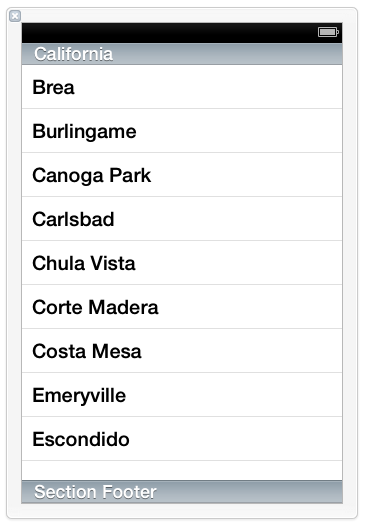 California
Brea
Burlingame
Canoga Park
Carlsbad
Chula Vista
Corte Madera
Costa Mesa
Emeryville
Escondido
Section Footer